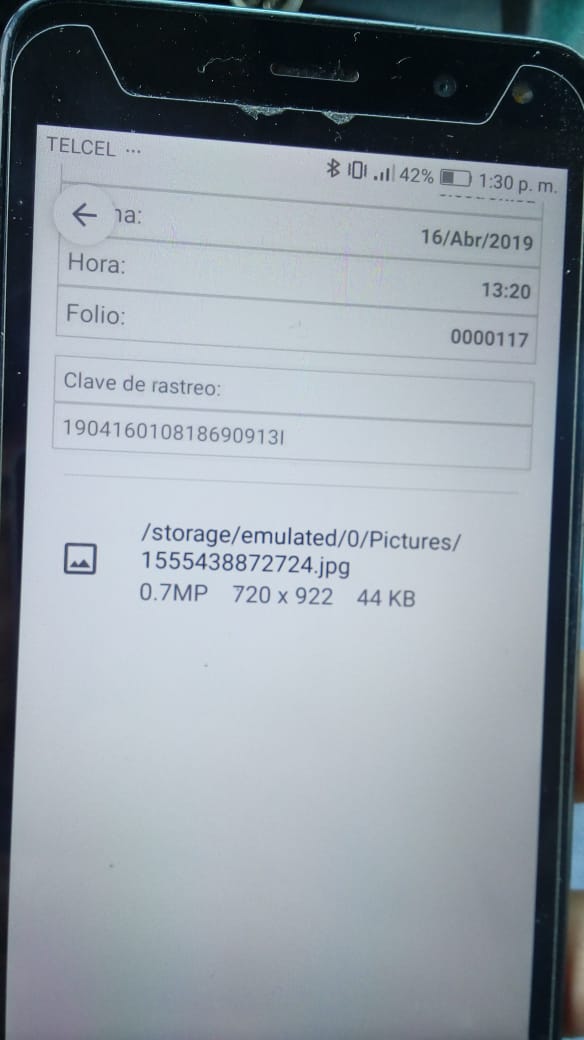 TELCEL ...
42% 1:30 p. m.
na:
16/Abr/2019
Hora:
13:20
Folio:
0000117
Clave de rastreo:
190416010818690913I
/storage/emulated/0/Pictures/
1555438872724.jpg
0.7MP 720 x 922 44 KB